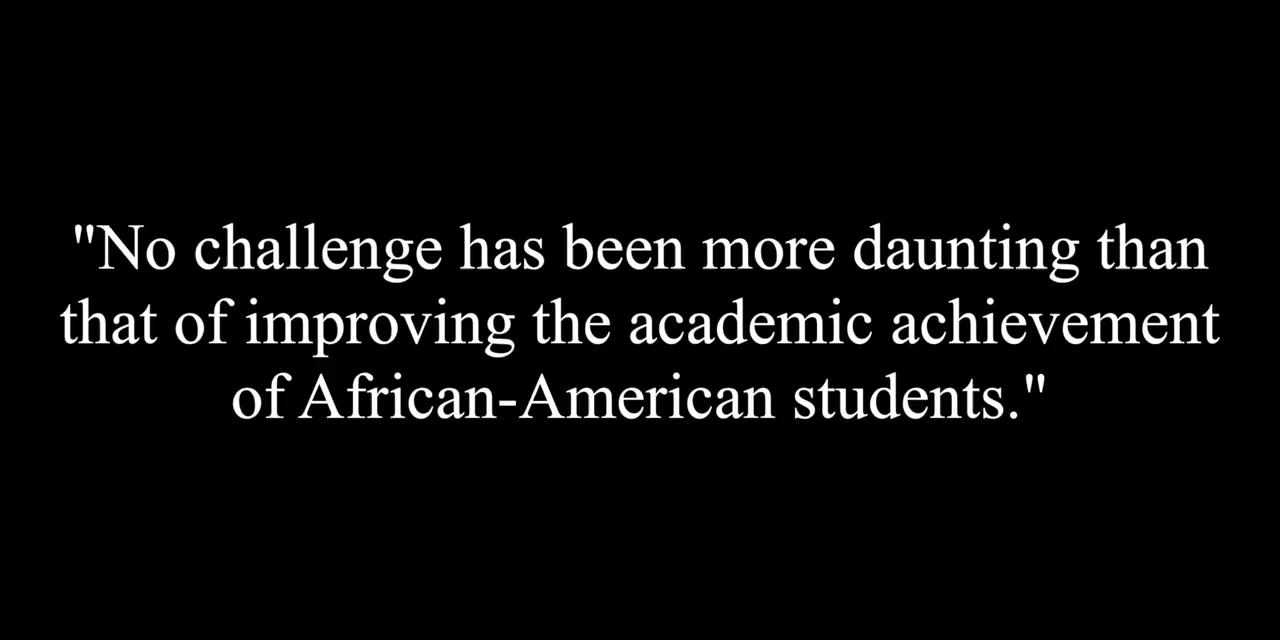 "No challenge has been more daunting than
that of improving the academic achievement
of African-American students."